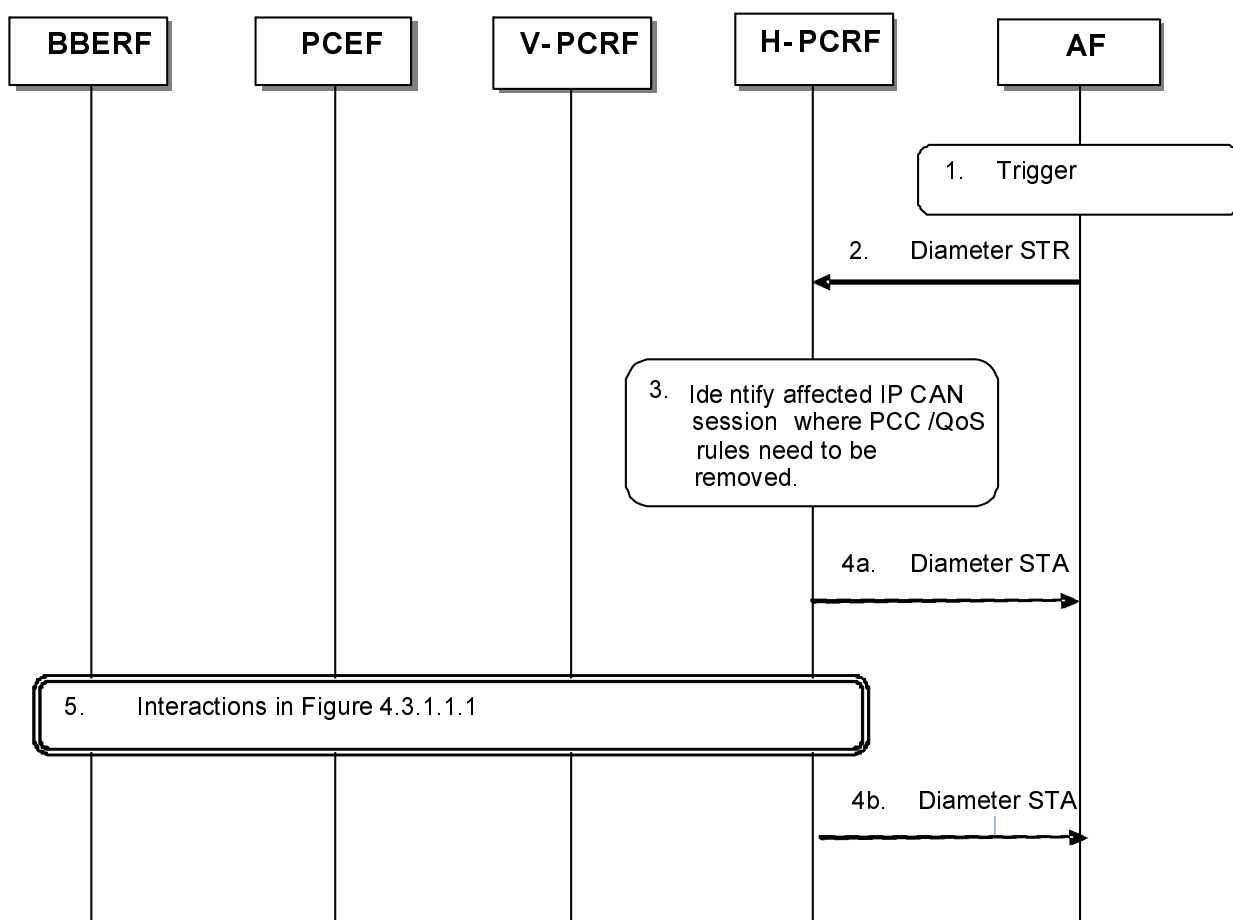 BBERF PCEF V-PCRF H-PCRF AF
1. Trigger
2. Diameter STR
3. Ide ntify affected IP CAN
session where PCC /QoS
rules need to be
removed.
4a. Diameter STA
5. Interactions in Figure 4.3.1.1.1
4b. Diameter STA